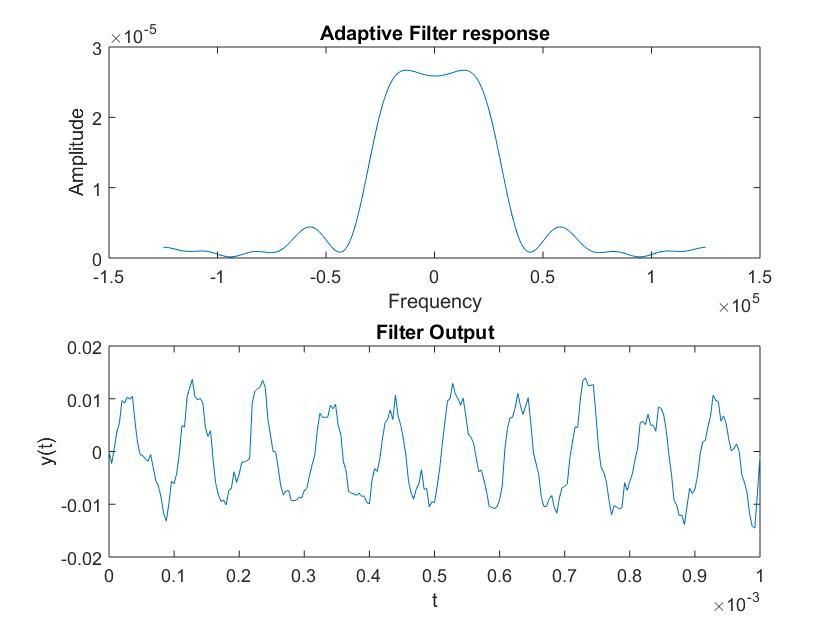 Adaptive Filter response
×10-5
3
2
1
0
Amplitude
-1.5 -1 -0.5 0 0.5 1 1.5
Frequency
×105
Filter Output
0.02
0.01
0
-0.01
-0.02
y(t)
0 0.1 0.2 0.3 0.4 0.5 0.6 0.7 0.8 0.9 1
t
×10-3